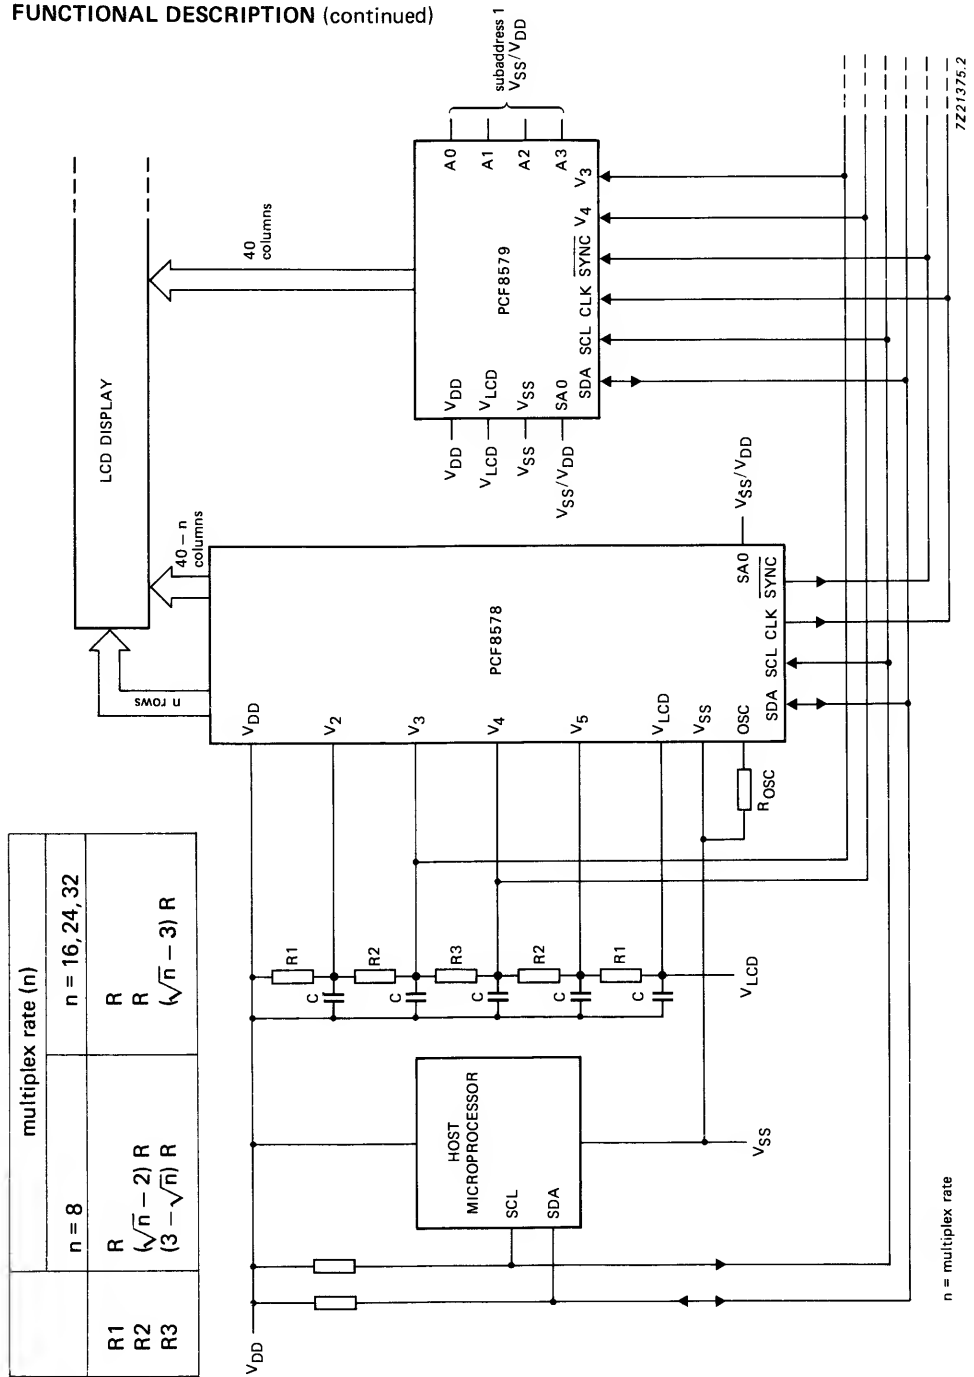 FUNCTIONAL DESCRIPTION (continued)
multiplex rate (n)
n = 8
n = 16, 24, 32
R1
R
R
R2
(√n − 2) R
R
R3
(3 − √n) R
(√n − 3) R
LCD DISPLAY
n rows
40 − n
columns
40
columns
subaddress 1
VSS/VDD
VDD
HOST
MICROPROCESSOR
SCL
SDA
VSS
R1
R2
R3
R2
R1
C
C
C
C
C
VLCD
VDD
V2
V3
V4
V5
VLCD
VSS
OSC
ROSC
PCF8578
SA0
VSS/VDD
SDA
SCL
CLK
SYNC
VDD
VLCD
VSS
VSS/VDD
VDD
VLCD
VSS
SA0
PCF8579
A0
A1
A2
A3
SDA
SCL
CLK
SYNC
V4
V3
n = multiplex rate
7Z21375.2